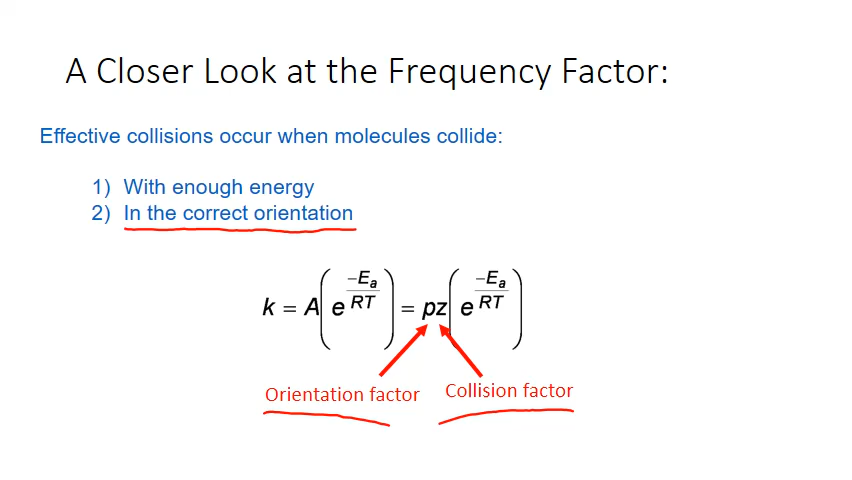 A Closer Look at the Frequency Factor:
Effective collisions occur when molecules collide:
1) With enough energy
2) In the correct orientation
k = A(e^(−Eₐ/RT)) = pz(e^(−Eₐ/RT))
Orientation factor
Collision factor